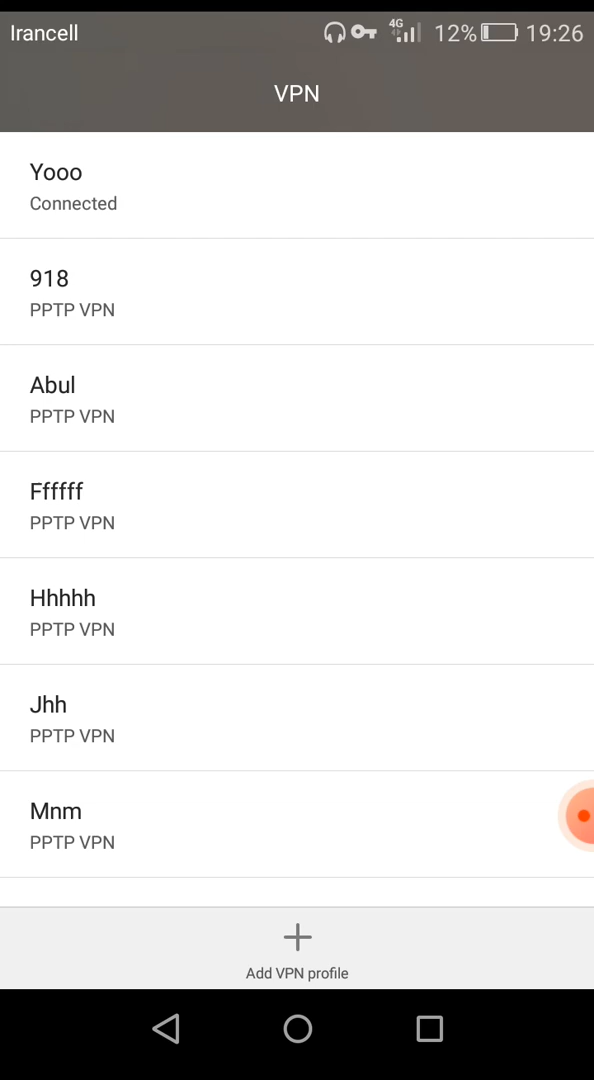 Irancell 4G 12% 19:26
VPN
Yooo
Connected
918
PPTP VPN
Abul
PPTP VPN
Ffffff
PPTP VPN
Hhhhh
PPTP VPN
Jhh
PPTP VPN
Mnm
PPTP VPN
Add VPN profile